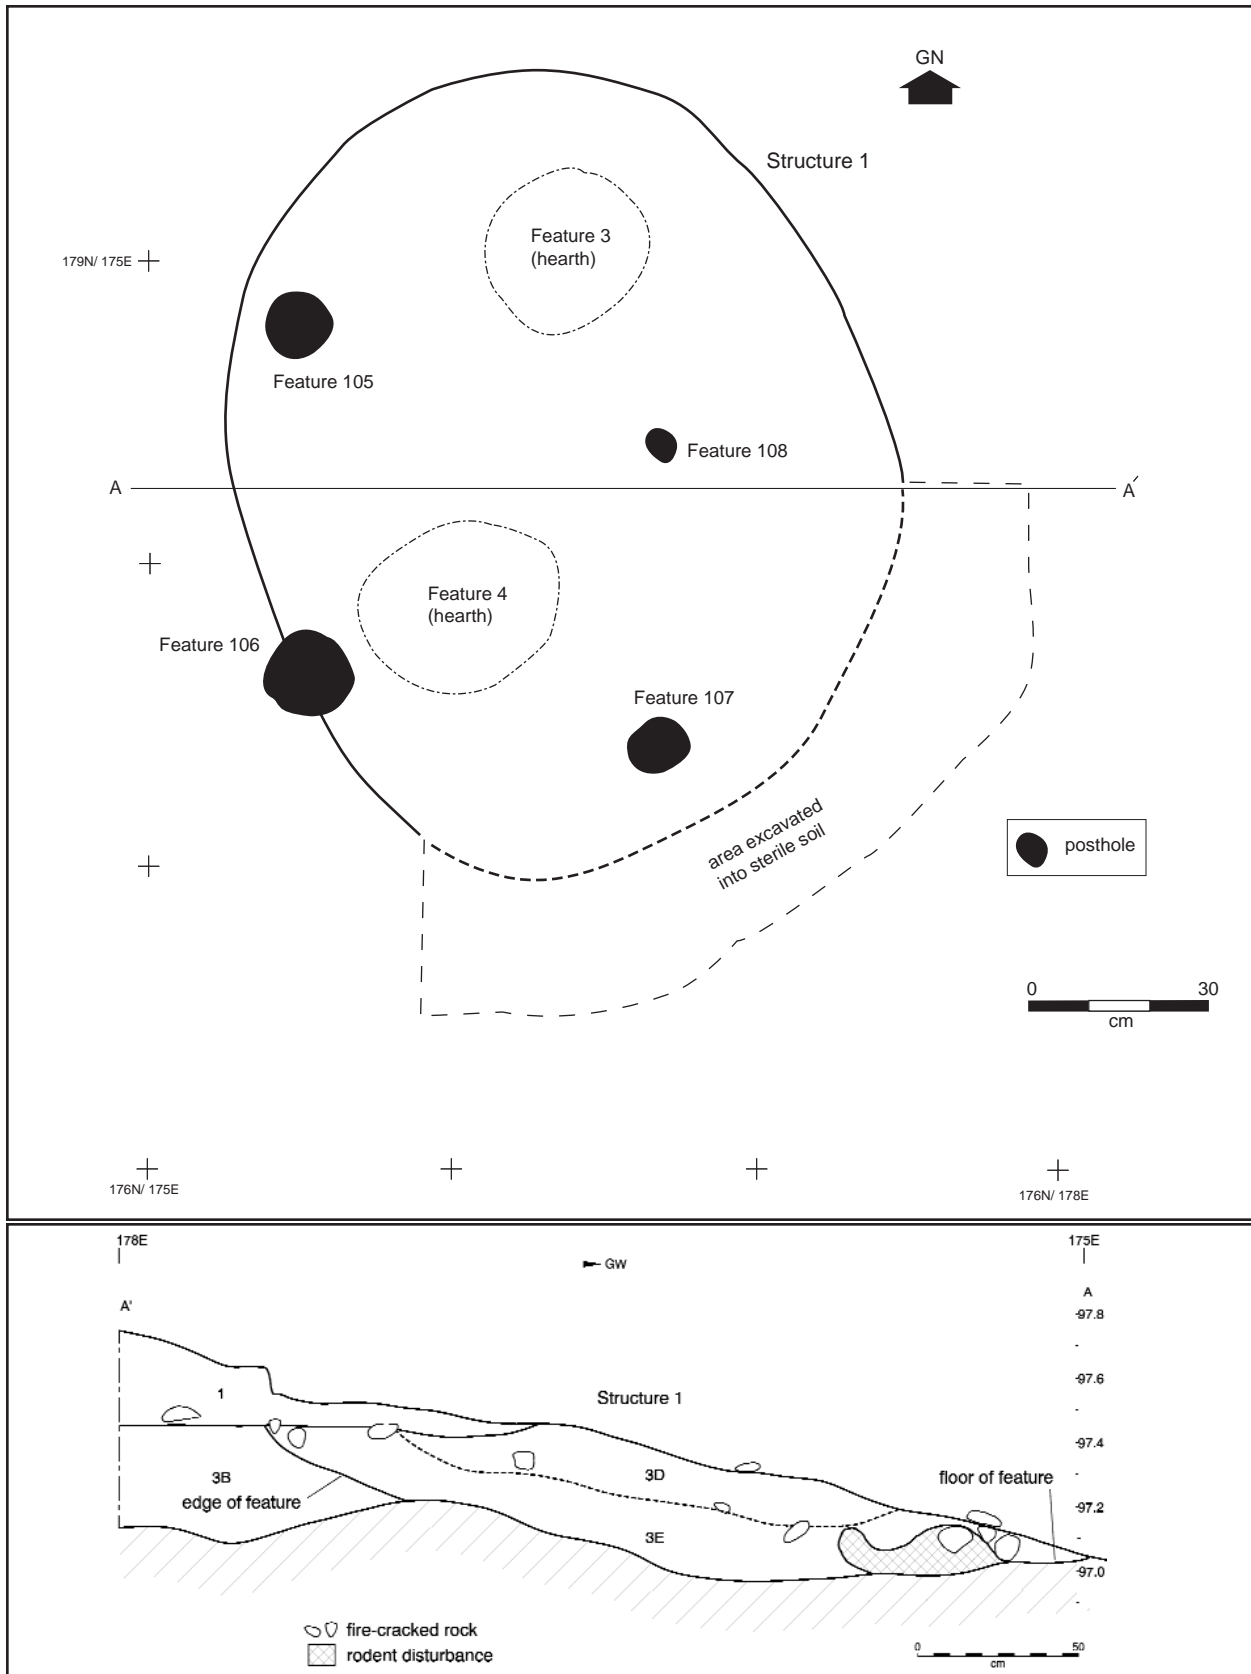 GN
Structure 1
Feature 3
(hearth)
179N/ 175E
Feature 105
Feature 108
A
A´
Feature 4
(hearth)
Feature 106
Feature 107
area excavated
into sterile soil
posthole
0 30
cm
176N/ 175E
176N/ 178E
178E
175E
GW
A'
A
97.8
1
Structure 1
97.6
97.4
3B
3D
edge of feature
floor of feature
97.2
3E
97.0
fire-cracked rock
rodent disturbance
0 50
cm